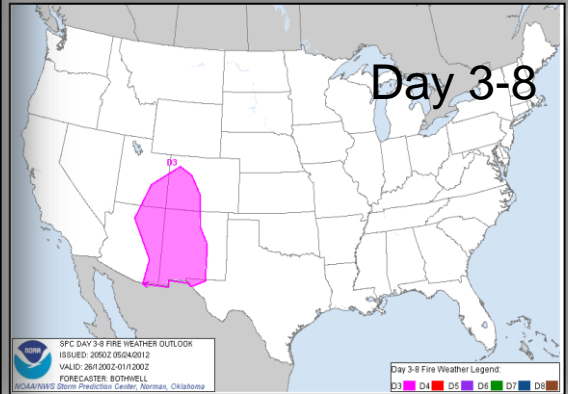 Day 3-8
D3
NOAA
SPC DAY 3-8 FIRE WEATHER OUTLOOK
ISSUED: 2050Z 05/24/2012
VALID: 26/1200Z-01/1200Z
FORECASTER: BOTHWELL
NOAA/NWS Storm Prediction Center, Norman, Oklahoma
Day 3-8 Fire Weather Legend:
D3 D4 D5 D6 D7 D8